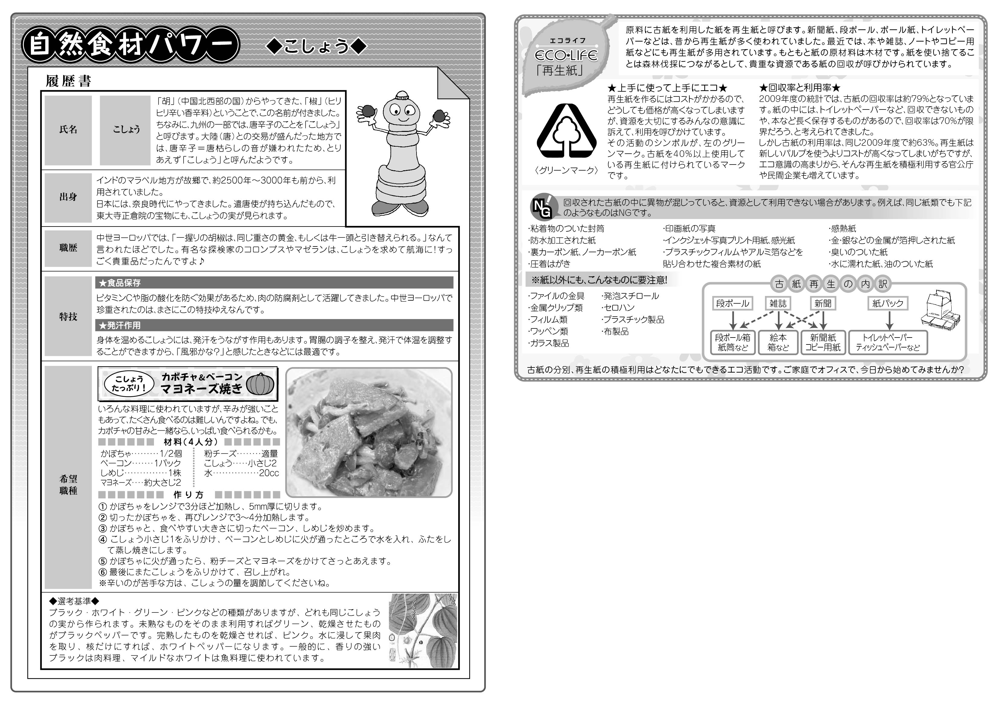 自然食材パワー
◆こしょう◆
履歴書
氏名
こしょう
「胡」(中国北西部の国)からやってきた、「椒」(ヒリ
ヒリ辛い香辛料)ということで、この名前が付きました。
ちなみに、九州の一部では、唐辛子のことを「こしょう」
と呼びます。大陸(唐)との交易が盛んだった地方で
は、唐辛子＝唐枯らしの音が嫌われたため、とり
あえず「こしょう」と呼んだようです。
出身
インドのマラベル地方が故郷で、約2500年～3000年も前から、利
用されていました。
日本には、奈良時代にやってきました。遣唐使が持ち込んだもので、
東大寺正倉院の宝物にも、こしょうの実が見られます。
職歴
中世ヨーロッパでは、「一握りの胡椒は、同じ重さの黄金、もしくは牛一頭と引き替えられる。」なんて
言われたほどでした。有名な探検家のコロンブスやマゼランは、こしょうを求めて航海に!すっ
ごく貴重品だったんですよ♪
特技
★食品保存
ビタミンCや脂の酸化を防ぐ効果があるため、肉の防腐剤として活躍してきました。中世ヨーロッパで
珍重されたのは、まさにこの特技ゆえなんです。
★発汗作用
身体を温めるこしょうには、発汗をうながす作用もあります。胃腸の調子を整え、発汗で体温を調整す
ることができますから、「風邪かな?」と感じたときなどには最適です。
希望
職種
こしょう
たっぷり!
カボチャ&ベーコン
マヨネーズ焼き
いろんな料理に使われていますが、辛みが強いこと
もあって、たくさん食べるのは難しいんですよね。でも、
カボチャの甘みと一緒なら、いっぱい食べられるかも。
材料(4人分)
かぼちゃ………1/2個
ベーコン……1パック
しめじ……………1株
マヨネーズ‥‥約大さじ2
粉チーズ………適量
こしょう……小さじ2
水……………20cc
作り方
① かぼちゃをレンジで3分ほど加熱し、5mm厚に切ります。
② 切ったかぼちゃを、再びレンジで3～4分加熱します。
③ かぼちゃと、食べやすい大きさに切ったベーコン、しめじを炒めます。
④ こしょう小さじ1をふりかけ、ベーコンとしめじに火が通ったところで水を入れ、ふたをし
て蒸し焼きにします。
⑤ かぼちゃに火が通ったら、粉チーズとマヨネーズをかけてさっとあえます。
⑥ 最後にまたこしょうをふりかけて、召し上がれ。
※辛いのが苦手な方は、こしょうの量を調節してくださいね。
◆選考基準◆
ブラック・ホワイト・グリーン・ピンクなどの種類がありますが、どれも同じこしょう
の実から作られます。未熟なものをそのまま利用すればグリーン、乾燥させたもの
がブラックペッパーです。完熟したものを乾燥させれば、ピンク。水に浸して果肉
を取り、核だけにすれば、ホワイトペッパーになります。一般的に、香りの強い
ブラックは肉料理、マイルドなホワイトは魚料理に使われています。
エコライフ
ECO*LIFE
「再生紙」
原料に古紙を利用した紙を再生紙と呼びます。新聞紙、段ボール、ボール紙、トイレットペー
パーなどは、昔から再生紙が多く使われていました。最近では、本や雑誌、ノートやコピー用
紙などにも再生紙が多用されています。もともと紙の原材料は木材です。紙を使い捨てるこ
とは森林伐採につながるとして、貴重な資源である紙の回収が呼びかけられています。
〈グリーンマーク〉
★上手に使って上手にエコ★
再生紙を作るにはコストがかかるので、
どうしても価格が高くなってしまいます
が、資源を大切にするみんなの意識に
訴えて、利用を呼びかけています。
その活動のシンボルが、左のグリー
ンマーク。古紙を40%以上使用して
いる再生紙に付けられているマーク
です。
★回収率と利用率★
2009年度の統計では、古紙の回収率は約79%となっていま
す。紙の中には、トイレットペーパーなど、回収できないもの
や、本など長く保存するものがあるので、回収率は70%が限
界だろう、と考えられてきました。
しかし古紙の利用率は、同じ2009年度で約63%。再生紙は
新しいパルプを使うよりコストが高くなってしまいがちですが、
エコ意識の高まりから、そんな再生紙を積極利用する官公庁
や民間企業も増えています。
NG!
回収された古紙の中に異物が混じっていると、資源として利用できない場合があります。例えば、同じ紙類でも下記
のようなものはNGです。
・粘着物のついた封筒
・防水加工された紙
・裏カーボン紙、ノーカーボン紙
・圧着はがき
・印画紙の写真
・インクジェット写真プリント用紙、感光紙
・プラスチックフィルムやアルミ箔などを
貼り合わせた複合素材の紙
・感熱紙
・金・銀などの金属が箔押しされた紙
・臭いのついた紙
・水に濡れた紙、油のついた紙
※紙以外にも、こんなものに要注意!
・ファイルの金具
・金属クリップ類
・フィルム類
・ワッペン類
・ガラス製品
・発泡スチロール
・セロハン
・プラスチック製品
・布製品
古紙再生の内訳
段ボール
雑誌
新聞
紙パック
段ボール箱
紙筒など
絵本
箱など
新聞紙
コピー用紙
トイレットペーパー
ティッシュペーパーなど
古紙の分別、再生紙の積極利用はどなたにでもできるエコ活動です。ご家庭でオフィスで、今日から始めてみませんか?